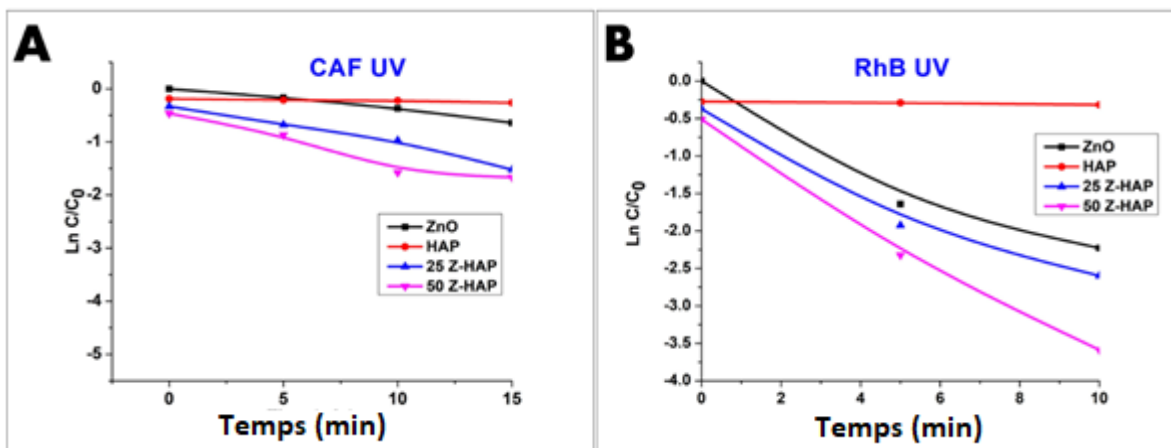 A
CAF UV
0
-1
-2
-3
-4
-5
Ln C/C0
ZnO
HAP
25 Z-HAP
50 Z-HAP
0 5 10 15
Temps (min)
B
RhB UV
0.0
-0.5
-1.0
-1.5
-2.0
-2.5
-3.0
-3.5
-4.0
Ln C/C0
ZnO
HAP
25 Z-HAP
50 Z-HAP
0 2 4 6 8 10
Temps (min)